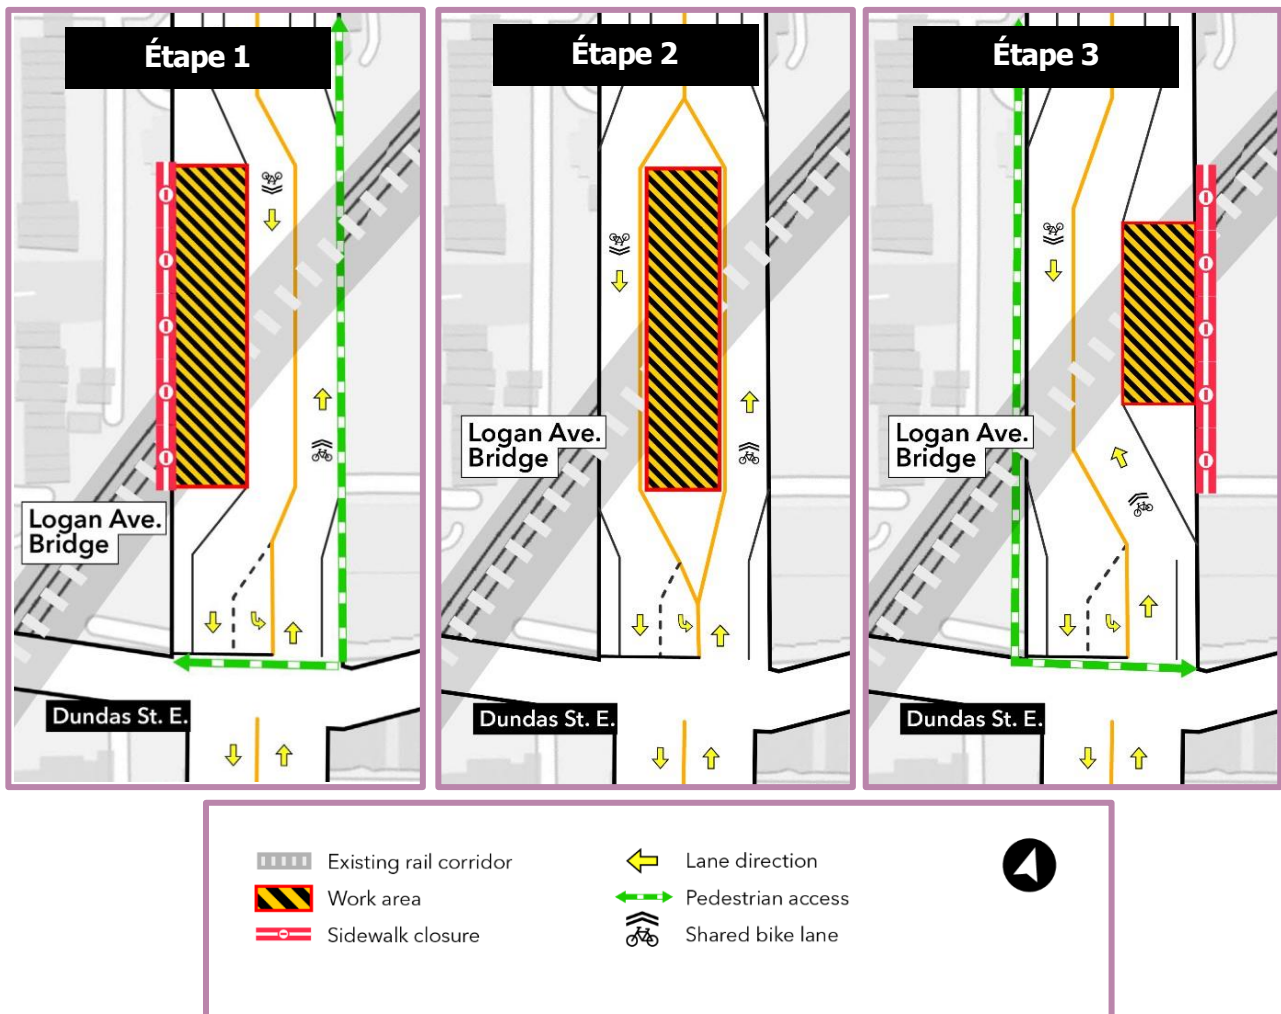 Étape 1
Logan Ave.
Bridge
Dundas St. E.
Étape 2
Logan Ave.
Bridge
Dundas St. E.
Étape 3
Logan Ave.
Bridge
Dundas St. E.
Existing rail corridor
Work area
Sidewalk closure
Lane direction
Pedestrian access
Shared bike lane